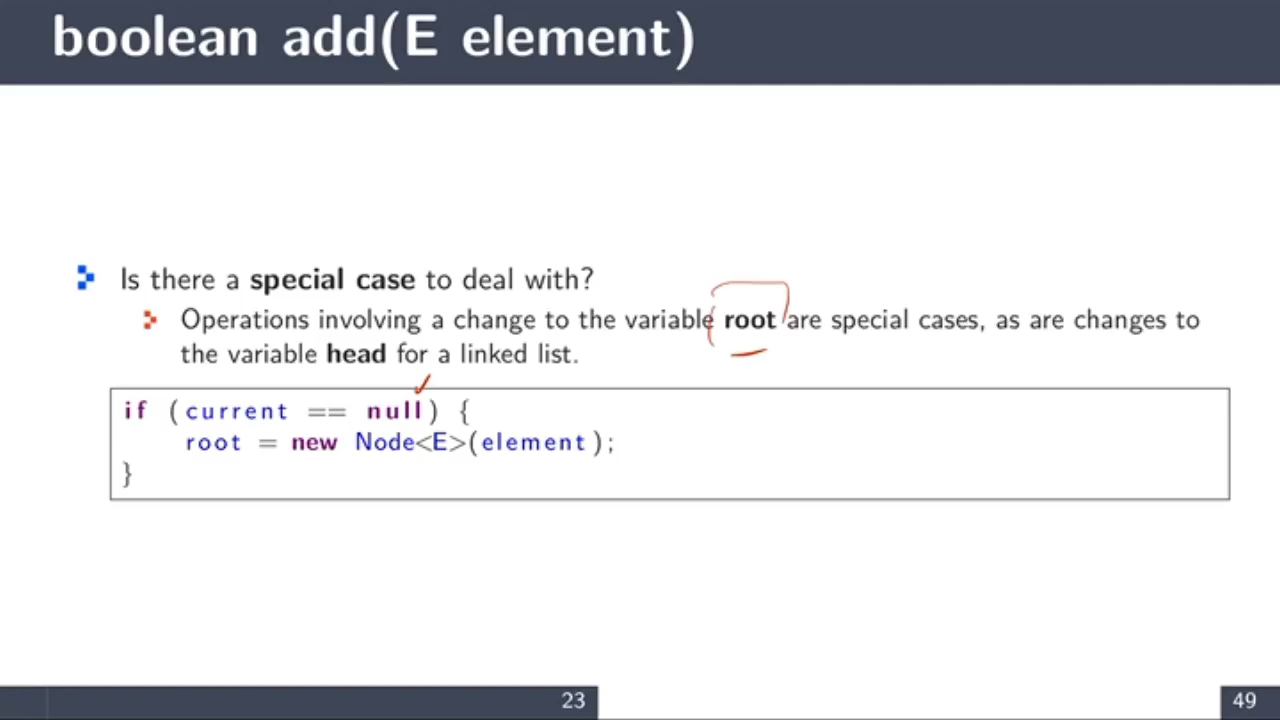 boolean add(E element)
Is there a special case to deal with?
Operations involving a change to the variable root are special cases, as are changes to
the variable head for a linked list.
if (current == null) {
root = new Node<E>(element);
}
23
49